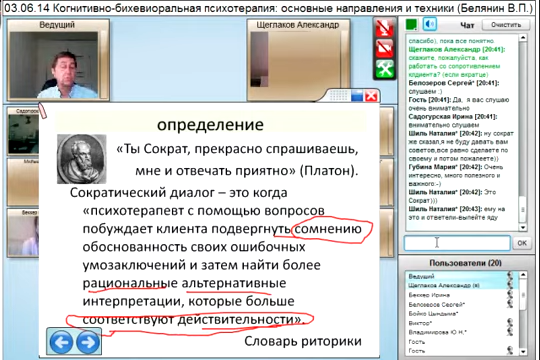 03.06.14 Когнитивно-бихевиоральная психотерапия: основные направления и техники (Белянин В.П.)
Ведущий
Щеглаков Александр
Чат
Очистить
определение
«Ты Сократ, прекрасно спрашиваешь,
мне и отвечать приятно» (Платон).
Сократический диалог – это когда
«психотерапевт с помощью вопросов
побуждает клиента подвергнуть сомнению
обоснованность своих ошибочных
умозаключений и затем найти более
рациональные альтернативные
интерпретации, которые больше
соответствуют действительности».
Словарь риторики
спасибо), пока все понятно
Щеглаков Александр [20:41]:
скажите, пожалуйста: как
работать со сопротивлением
клдиента? (если вкратце)
Белозеров Сергей* [20:41]:
слушаем :)
Гость [20:41]: Да, я вас слушаю
очень внимательно
Садогурская Ирина [20:41]:
внимательно слушаем
Шиль Наталия* [20:42]: ну сократ
же сказал,я не буду давать вам
советов,все равно сделаете по
своему и потом пожалеете))
Губина Мария* [20:42]: Очень
интересно, много полезного и
важного:-)
Шиль Наталия* [20:42]: Это
Сократ)))
Шиль Наталия* [20:43]: ему на
это и ответели-выпейте яду
ОК
Пользователи (20)
Ведущий
Щеглаков Александр (я)
Беккер Ирина
Белозеров Сергей*
Бойко Цындыма*
Виктор*
Владимирова Ю Н,*
Гость
Гость